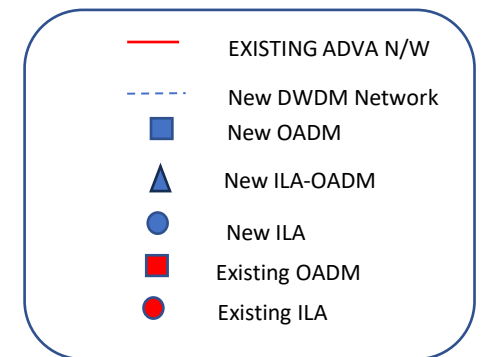 EXISTING ADVA N/W
New DWDM Network
New OADM
New ILA-OADM
New ILA
Existing OADM
Existing ILA